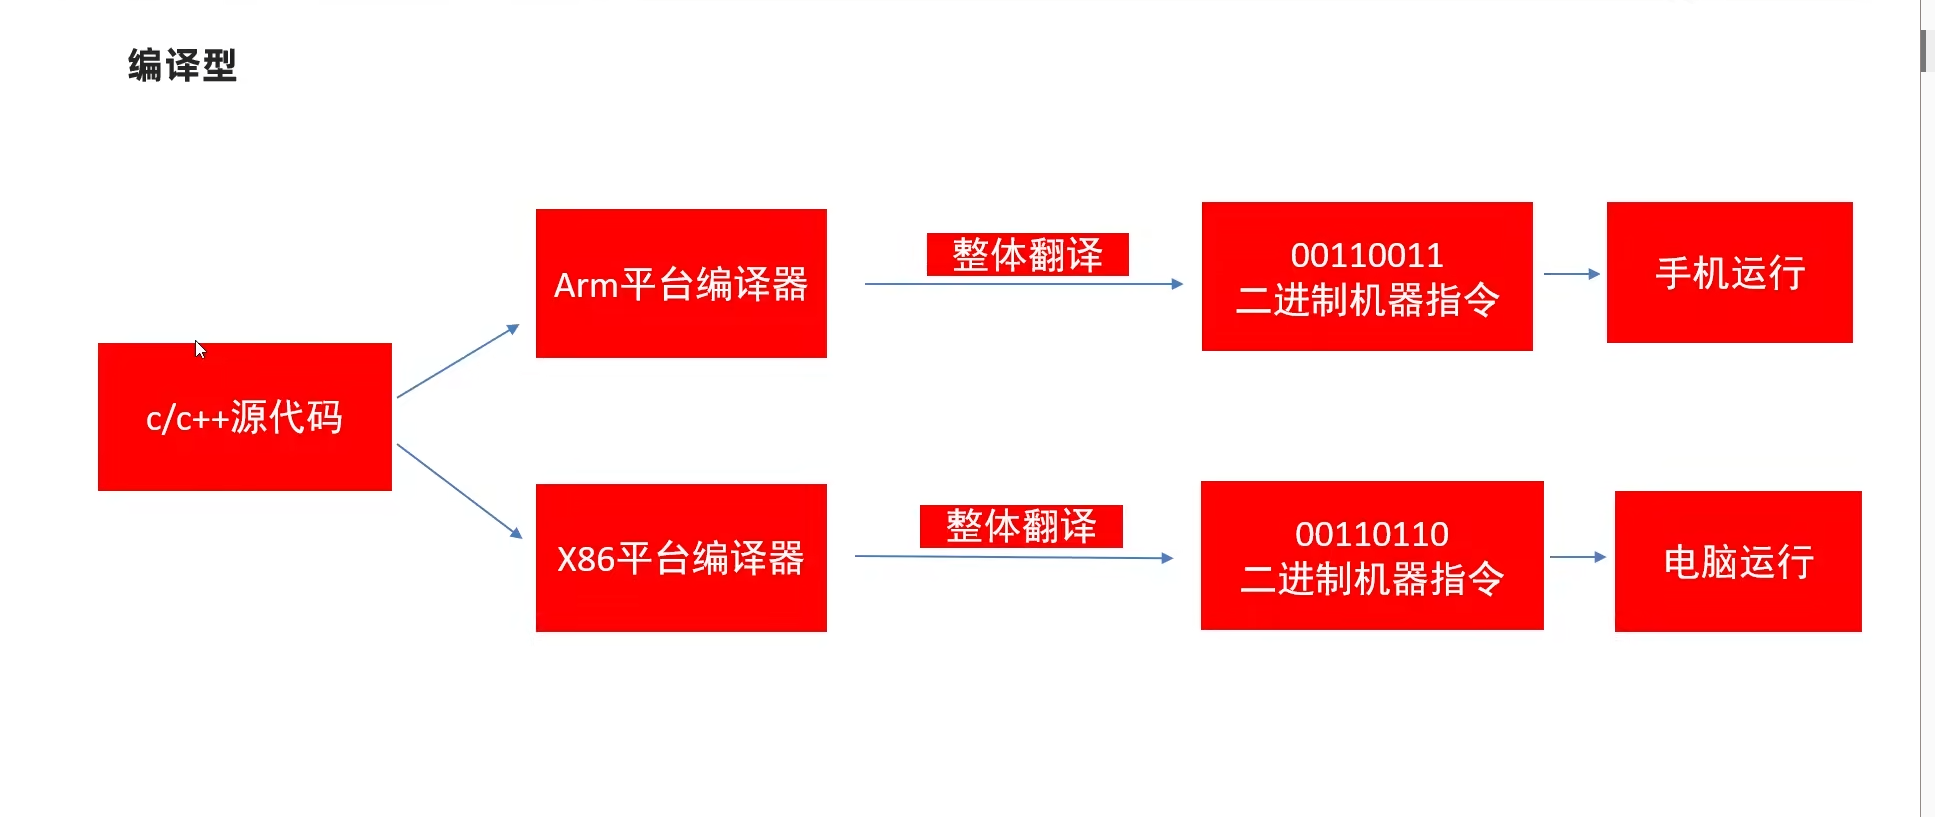 编译型
c/c++源代码
Arm平台编译器
整体翻译
00110011
二进制机器指令
手机运行
X86平台编译器
整体翻译
00110110
二进制机器指令
电脑运行